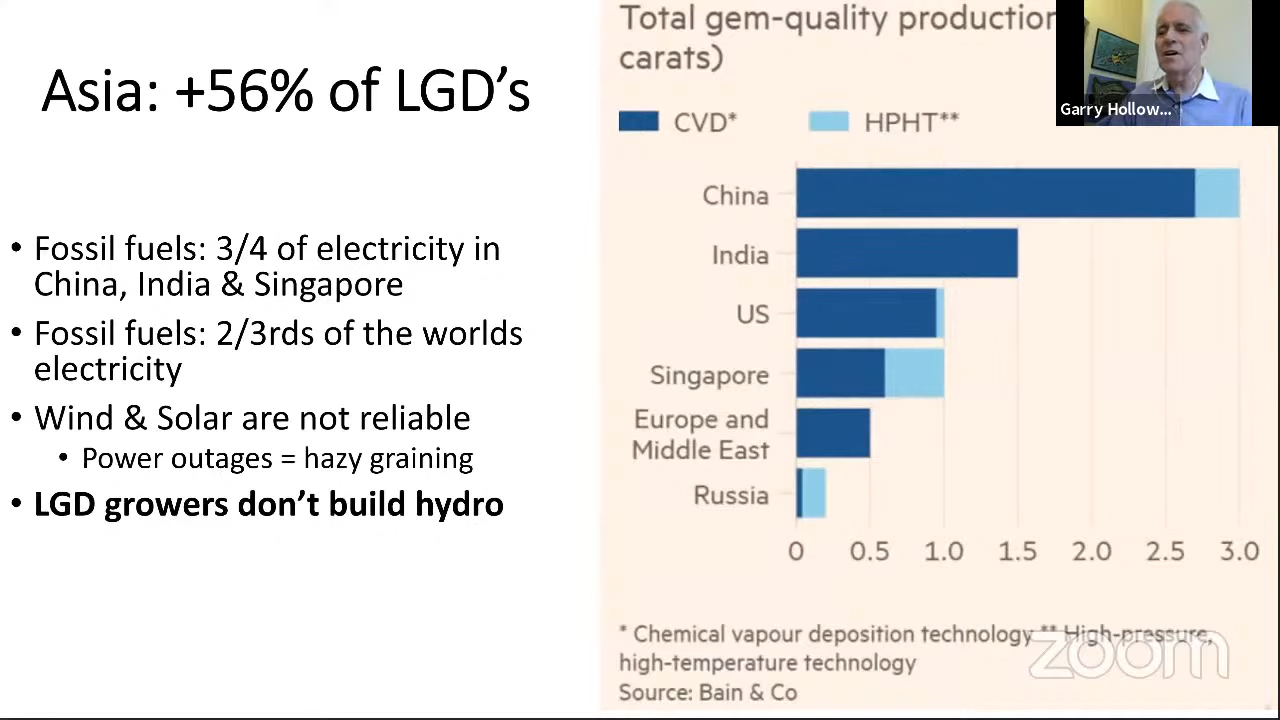 Asia: +56% of LGD's
• Fossil fuels: 3/4 of electricity in
China, India & Singapore
• Fossil fuels: 2/3rds of the worlds
electricity
• Wind & Solar are not reliable
• Power outages = hazy graining
• LGD growers don't build hydro
Total gem-quality production
carats)
Garry Hollow...
CVD*
HPHT**
China
India
US
Singapore
Europe and
Middle East
Russia
0 0.5 1.0 1.5 2.0 2.5 3.0
* Chemical vapour deposition technology ** High-pressure,
high-temperature technology
Source: Bain & Co
zoom